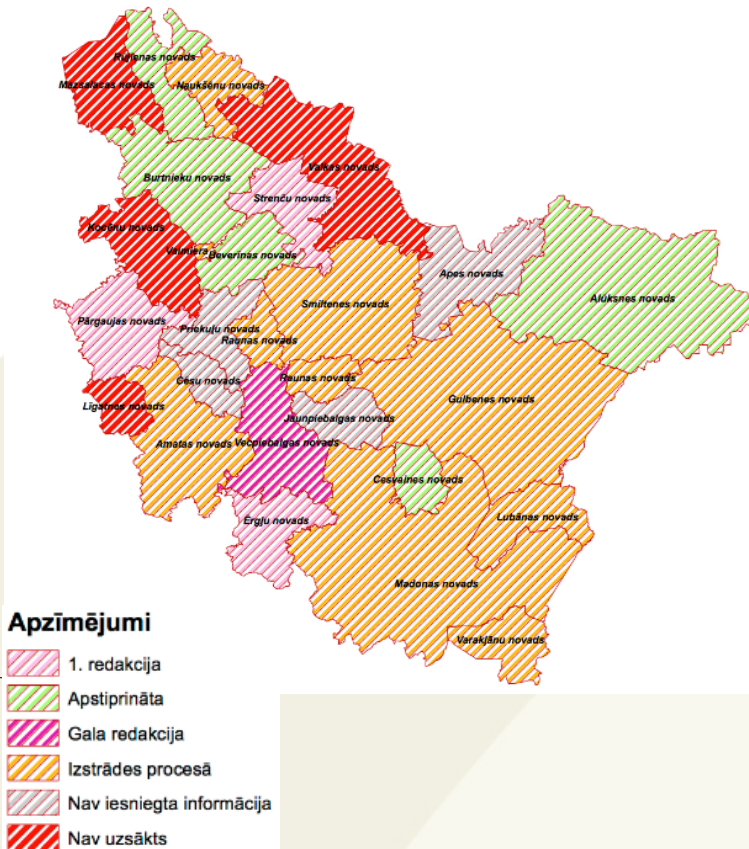 Rūjienas novads
Mazsalacas novads
Naukšēnu novads
Valkas novads
Burtnieku novads
Strenču novads
Kocēnu novads
Valmiera
Beverīnas novads
Apes novads
Alūksnes novads
Smiltenes novads
Pārgaujas novads
Priekuļu novads
Raunas novads
Cēsu novads
Raunas novads
Līgatnes novads
Gulbenes novads
Jaunpiebalgas novads
Amatas novads
Vecpiebalgas novads
Cesvaines novads
Ērgļu novads
Lubānas novads
Madonas novads
Varakļānu novads
Apzīmējumi
1. redakcija
Apstiprināta
Gala redakcija
Izstrādes procesā
Nav iesniegta informācija
Nav uzsākts